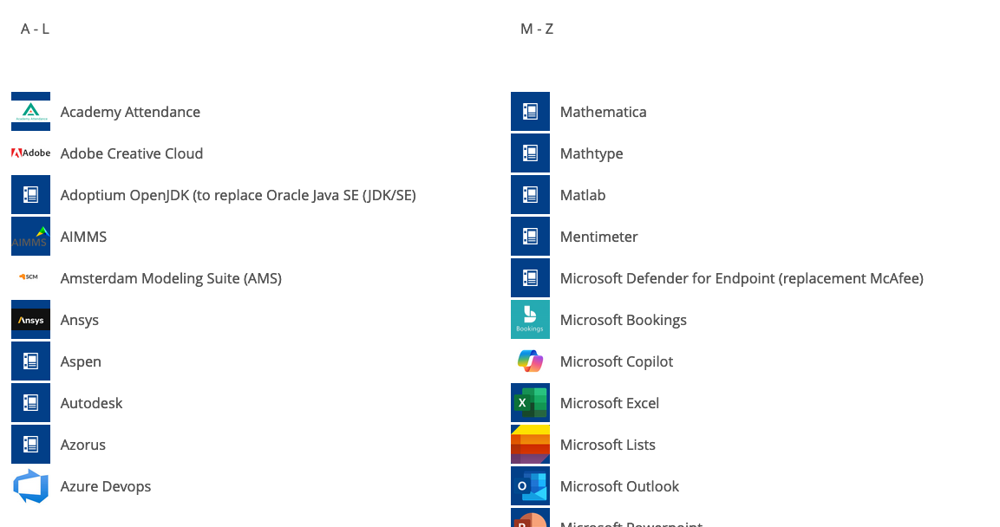 A - L
Academy Attendance
Academy Attendance
Adobe
Adobe Creative Cloud
Adoptium OpenJDK (to replace Oracle Java SE (JDK/SE)
AIMMS
AIMMS
SCM
Amsterdam Modeling Suite (AMS)
Ansys
Ansys
Aspen
Autodesk
Azorus
Azure Devops
M - Z
Mathematica
Mathtype
Matlab
Mentimeter
Microsoft Defender for Endpoint (replacement McAfee)
Bookings
Microsoft Bookings
Microsoft Copilot
X
Microsoft Excel
Microsoft Lists
O
Microsoft Outlook
P
Microsoft Powerpoint